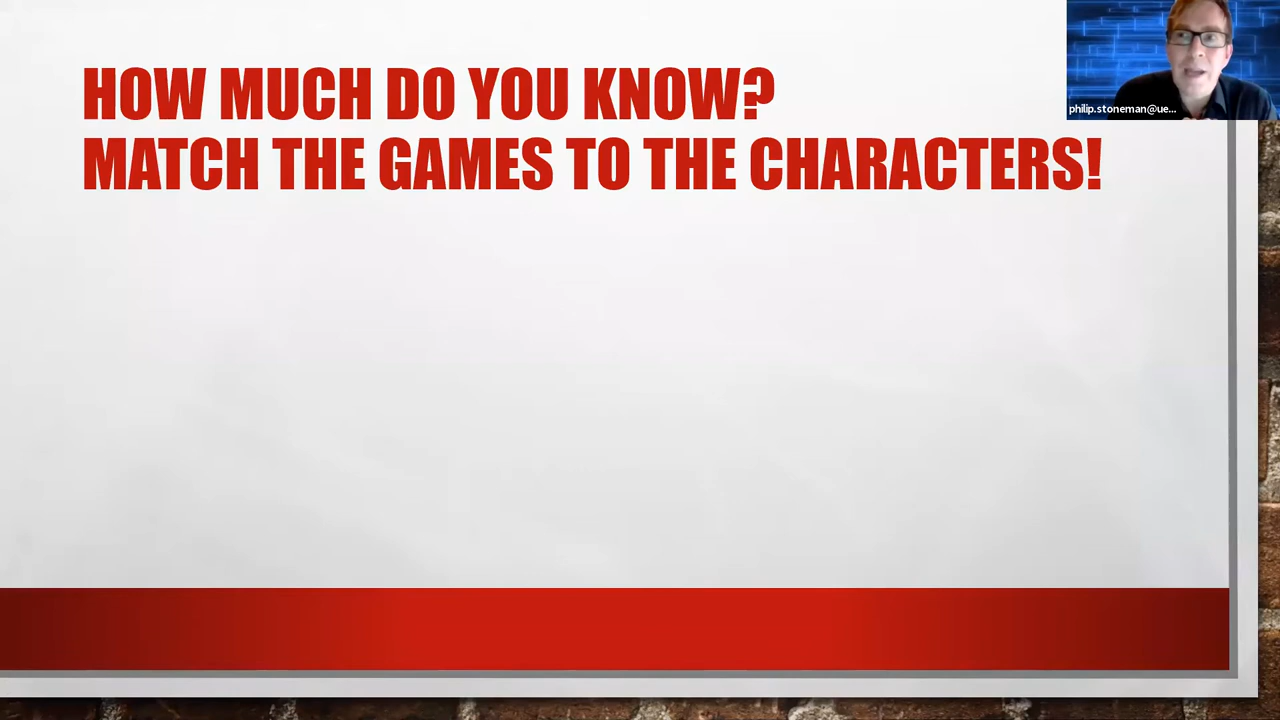 HOW MUCH DO YOU KNOW?
MATCH THE GAMES TO THE CHARACTERS!
philip.stoneman@ue...